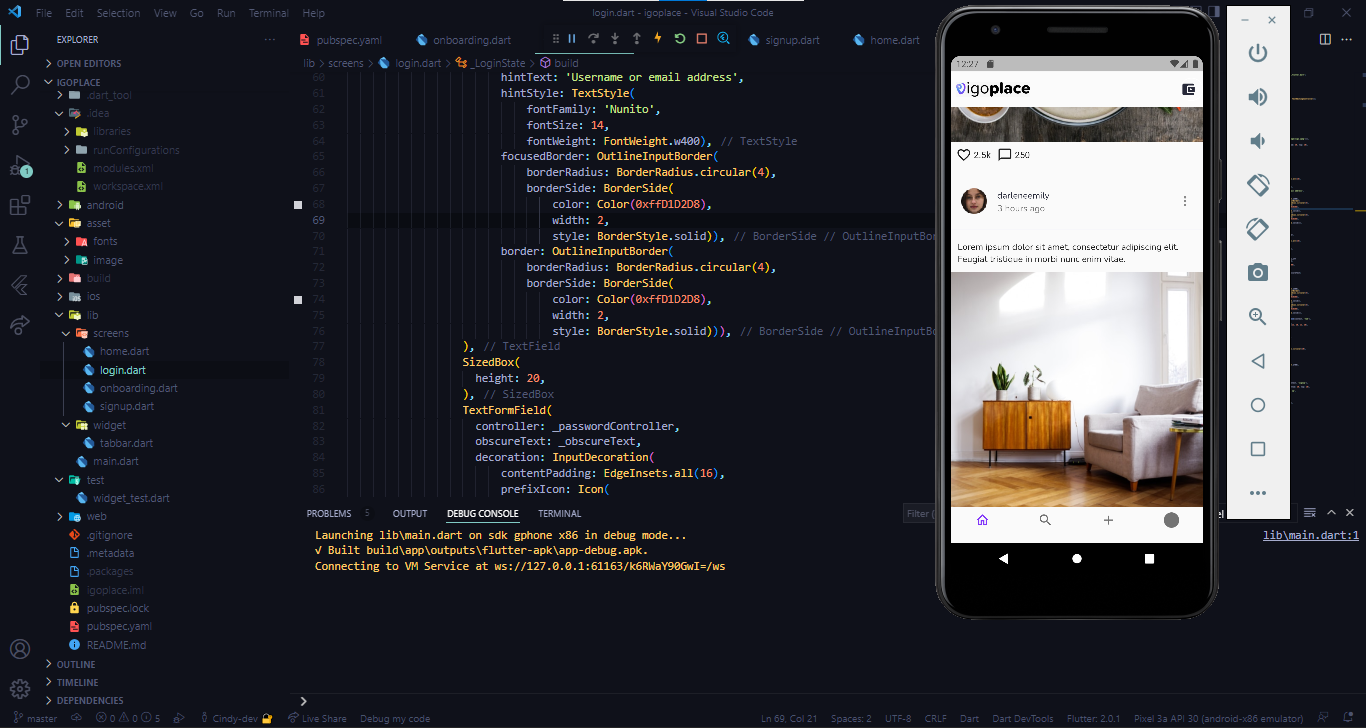 File Edit Selection View Go Run Terminal Help
login.dart - igoplace - Visual Studio Code
EXPLORER
pubspec.yaml
onboarding.dart
signup.dart
home.dart
OPEN EDITORS
lib > screens > login.dart > _LoginState > build
IGOPLACE
.dart_tool
.idea
libraries
runConfigurations
modules.xml
workspace.xml
android
asset
fonts
image
build
ios
lib
screens
home.dart
login.dart
onboarding.dart
signup.dart
widget
tabbar.dart
main.dart
test
widget_test.dart
web
.gitignore
.metadata
.packages
igoplace.iml
pubspec.lock
pubspec.yaml
README.md
OUTLINE
TIMELINE
DEPENDENCIES
60 hintText: 'Username or email address',
61 hintStyle: TextStyle(
62 fontFamily: 'Nunito',
63 fontSize: 14,
64 fontWeight: FontWeight.w400), // TextStyle
65 focusedBorder: OutlineInputBorder(
66 borderRadius: BorderRadius.circular(4),
67 borderSide: BorderSide(
68 color: Color(0xffD1D2D8),
69 width: 2,
70 style: BorderStyle.solid)), // BorderSide // OutlineInputBo
71 border: OutlineInputBorder(
72 borderRadius: BorderRadius.circular(4),
73 borderSide: BorderSide(
74 color: Color(0xffD1D2D8),
75 width: 2,
76 style: BorderStyle.solid))), // BorderSide // OutlineInputBo
77 ), // TextField
78 SizedBox(
79 height: 20,
80 ), // SizedBox
81 TextFormField(
82 controller: _passwordController,
83 obscureText: _obscureText,
84 decoration: InputDecoration(
85 contentPadding: EdgeInsets.all(16),
86 prefixIcon: Icon(
PROBLEMS 5 OUTPUT DEBUG CONSOLE TERMINAL
Filter (
Launching lib\main.dart on sdk gphone x86 in debug mode...
lib\main.dart:1
√ Built build\app\outputs\flutter-apk\app-debug.apk.
Connecting to VM Service at ws://127.0.0.1:61163/k6RWaY90GwI=/ws
12:27
igoplace
2.5k 250
darleneemily
3 hours ago
Lorem ipsum dolor sit amet, consectetur adipiscing elit.
Feugiat tristique in morbi nunc enim vitae.
master 0 0 5 Cindy-dev Live Share Debug my code
Ln 69, Col 21 Spaces: 2 UTF-8 CRLF Dart Dart DevTools Flutter: 2.0.1 Pixel 3a API 30 (android-x86 emulator)